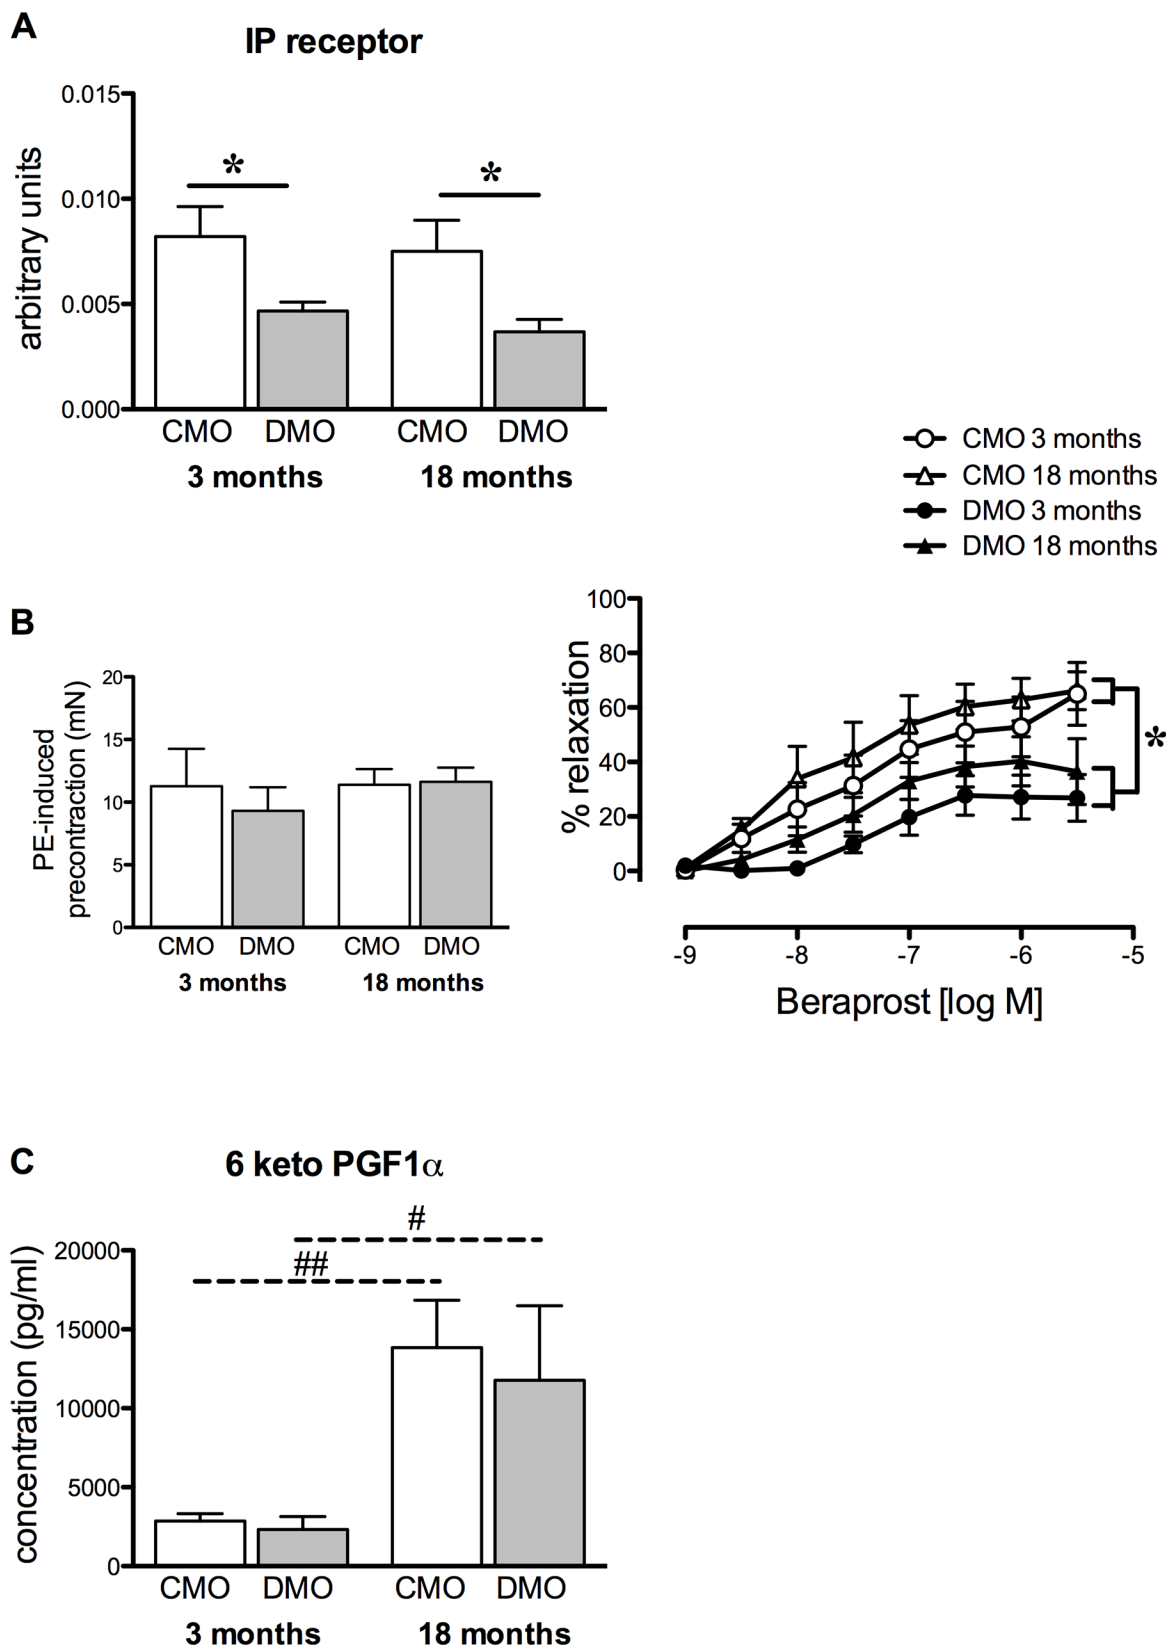 A
IP receptor
arbitrary units
0.015
0.010
0.005
0.000
*
*
CMO DMO CMO DMO
3 months 18 months
CMO 3 months
CMO 18 months
DMO 3 months
DMO 18 months
B
PE-induced
precontraction (mN)
20
15
10
5
0
CMO DMO CMO DMO
3 months 18 months
% relaxation
100
80
60
40
20
0
*
-9 -8 -7 -6 -5
Beraprost [log M]
C
6 keto PGF1α
concentration (pg/ml)
20000
15000
10000
5000
0
#
##
CMO DMO CMO DMO
3 months 18 months